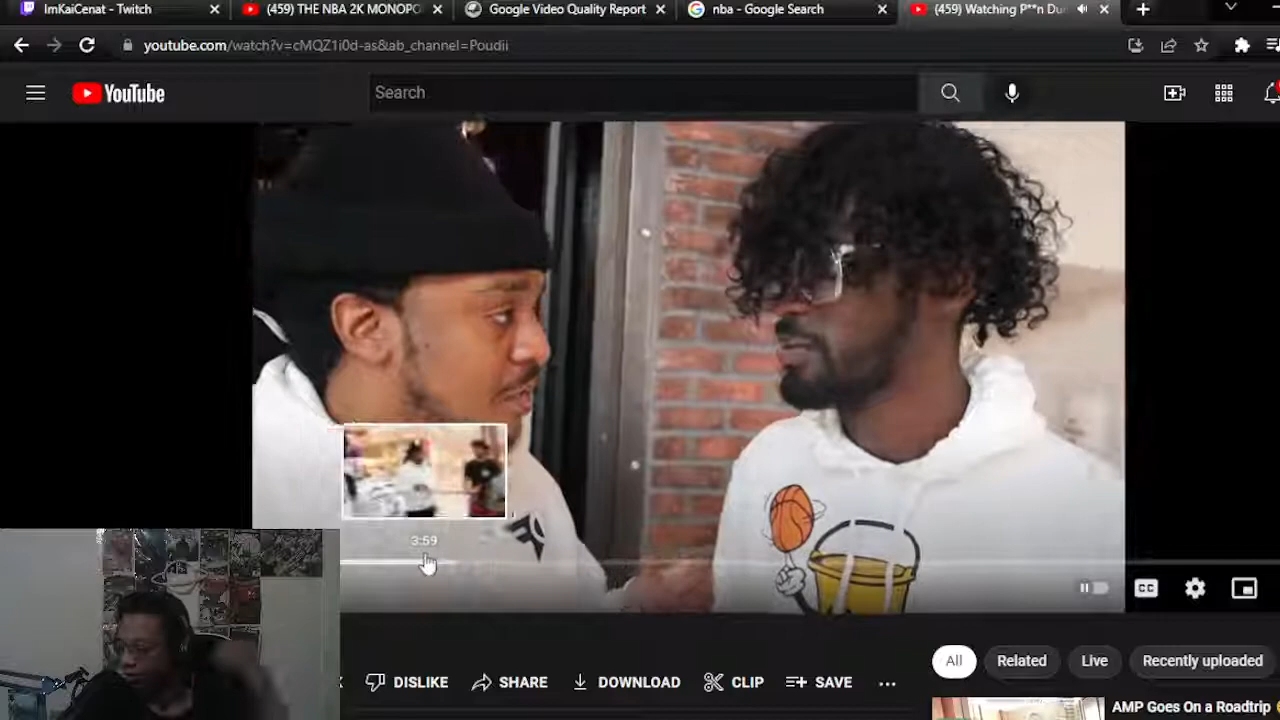 ImKaiCenat - Twitch
(459) THE NBA 2K MONOPO
Google Video Quality Report
nba - Google Search
(459) Watching P**n Du
youtube.com/watch?v=cMQZ1i0d-as&ab_channel=Poudii
YouTube
Search
3:59
CC
DISLIKE
SHARE
DOWNLOAD
CLIP
SAVE
All
Related
Live
Recently uploaded
AMP Goes On a Roadtrip